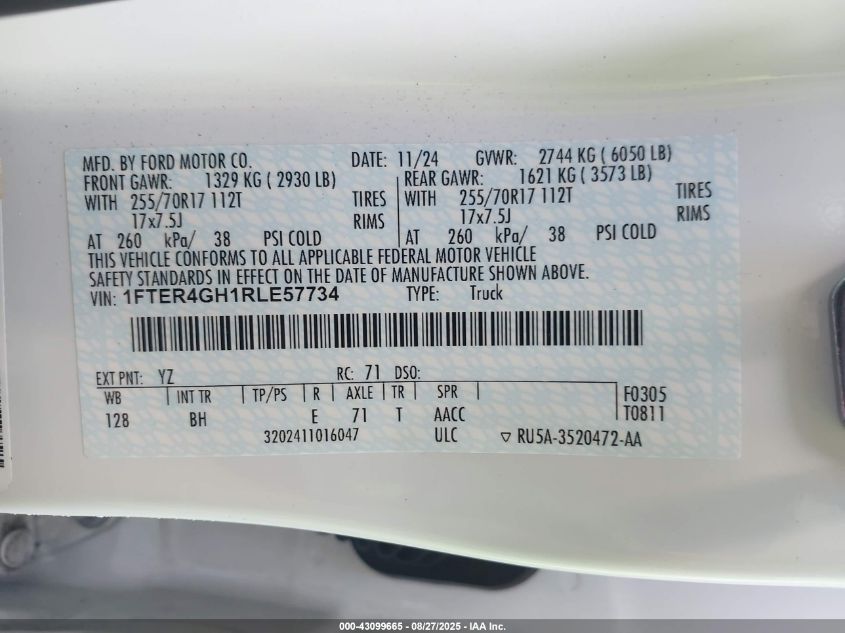 MFD. BY FORD MOTOR CO. DATE: 11/24 GVWR: 2744 KG ( 6050 LB)
FRONT GAWR: 1329 KG ( 2930 LB) REAR GAWR: 1621 KG ( 3573 LB)
WITH 255/70R17 112T TIRES WITH 255/70R17 112T TIRES
17x7.5J RIMS 17x7.5J RIMS
AT 260 kPa/ 38 PSI COLD AT 260 kPa/ 38 PSI COLD
THIS VEHICLE CONFORMS TO ALL APPLICABLE FEDERAL MOTOR VEHICLE
SAFETY STANDARDS IN EFFECT ON THE DATE OF MANUFACTURE SHOWN ABOVE.
VIN: 1FTER4GH1RLE57734 TYPE: Truck
EXT PNT: YZ RC: 71 DSO:
WB INT TR TP/PS R AXLE TR SPR F0305
128 BH E 71 T AACC T0811
3202411016047 ULC ▽ RU5A-3520472-AA
000-43099665 - 08/27/2025 - IAA Inc.